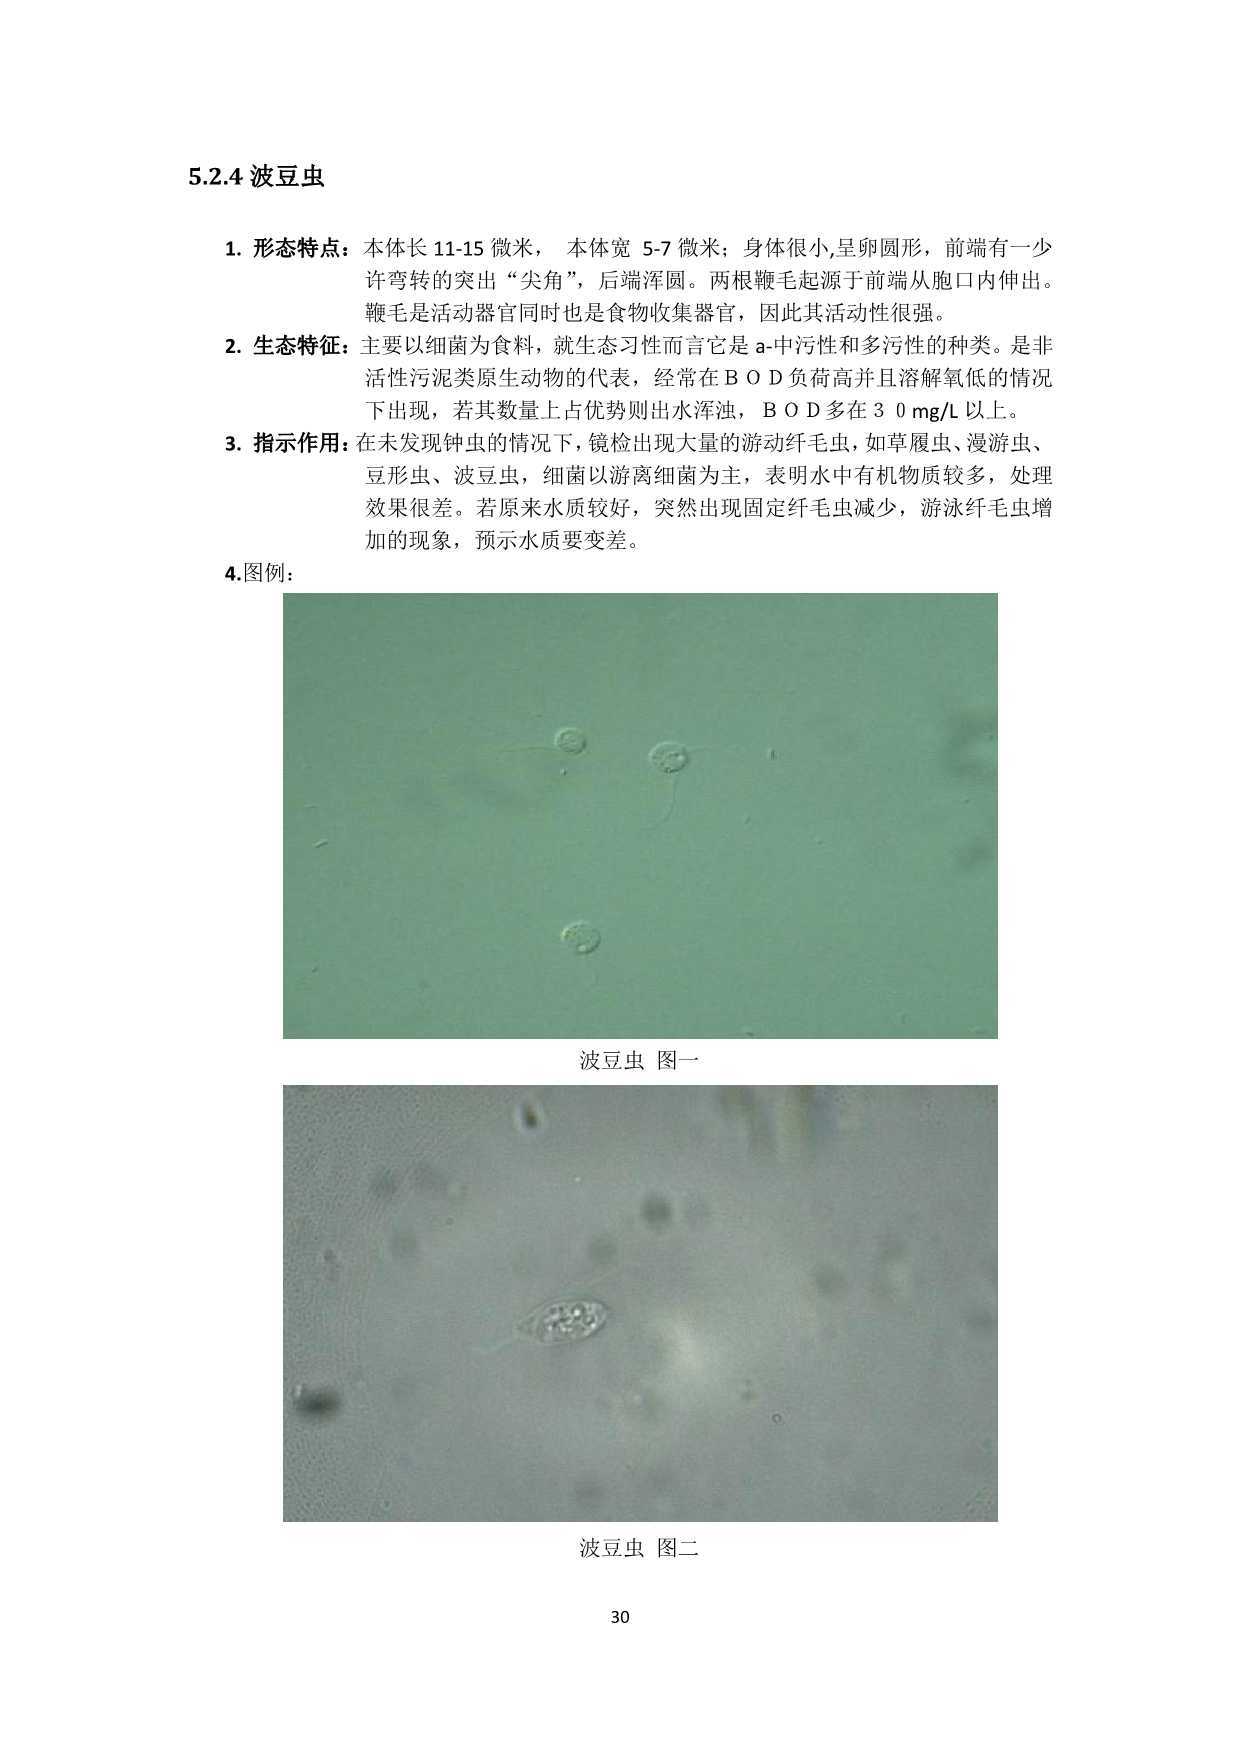 5.2.4 波豆虫
1. 形态特点：本体长 11-15 微米， 本体宽 5-7 微米；身体很小,呈卵圆形，前端有一少
许弯转的突出“尖角”，后端浑圆。两根鞭毛起源于前端从胞口内伸出。
鞭毛是活动器官同时也是食物收集器官，因此其活动性很强。
2. 生态特征：主要以细菌为食料，就生态习性而言它是 a-中污性和多污性的种类。是非
活性污泥类原生动物的代表，经常在ＢＯＤ负荷高并且溶解氧低的情况
下出现，若其数量上占优势则出水浑浊，ＢＯＤ多在３０mg/L 以上。
3. 指示作用：在未发现钟虫的情况下，镜检出现大量的游动纤毛虫，如草履虫、漫游虫、
豆形虫、波豆虫，细菌以游离细菌为主，表明水中有机物质较多，处理
效果很差。若原来水质较好，突然出现固定纤毛虫减少，游泳纤毛虫增
加的现象，预示水质要变差。
4.图例：
波豆虫 图一
波豆虫 图二
30